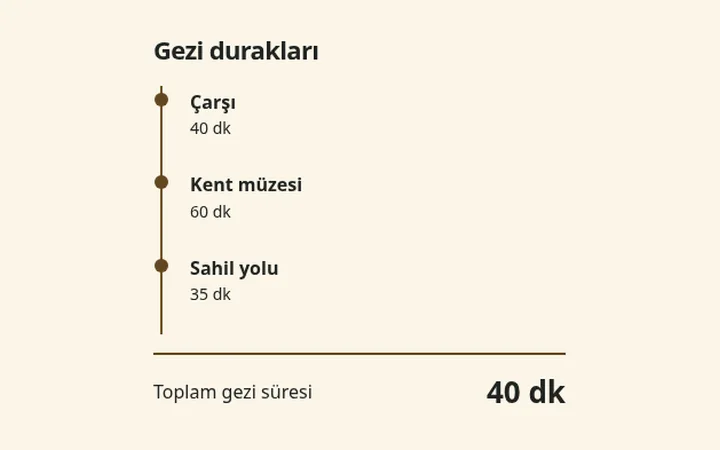 Gezi durakları
Çarşı
40 dk
Kent müzesi
60 dk
Sahil yolu
35 dk
Toplam gezi süresi 40 dk